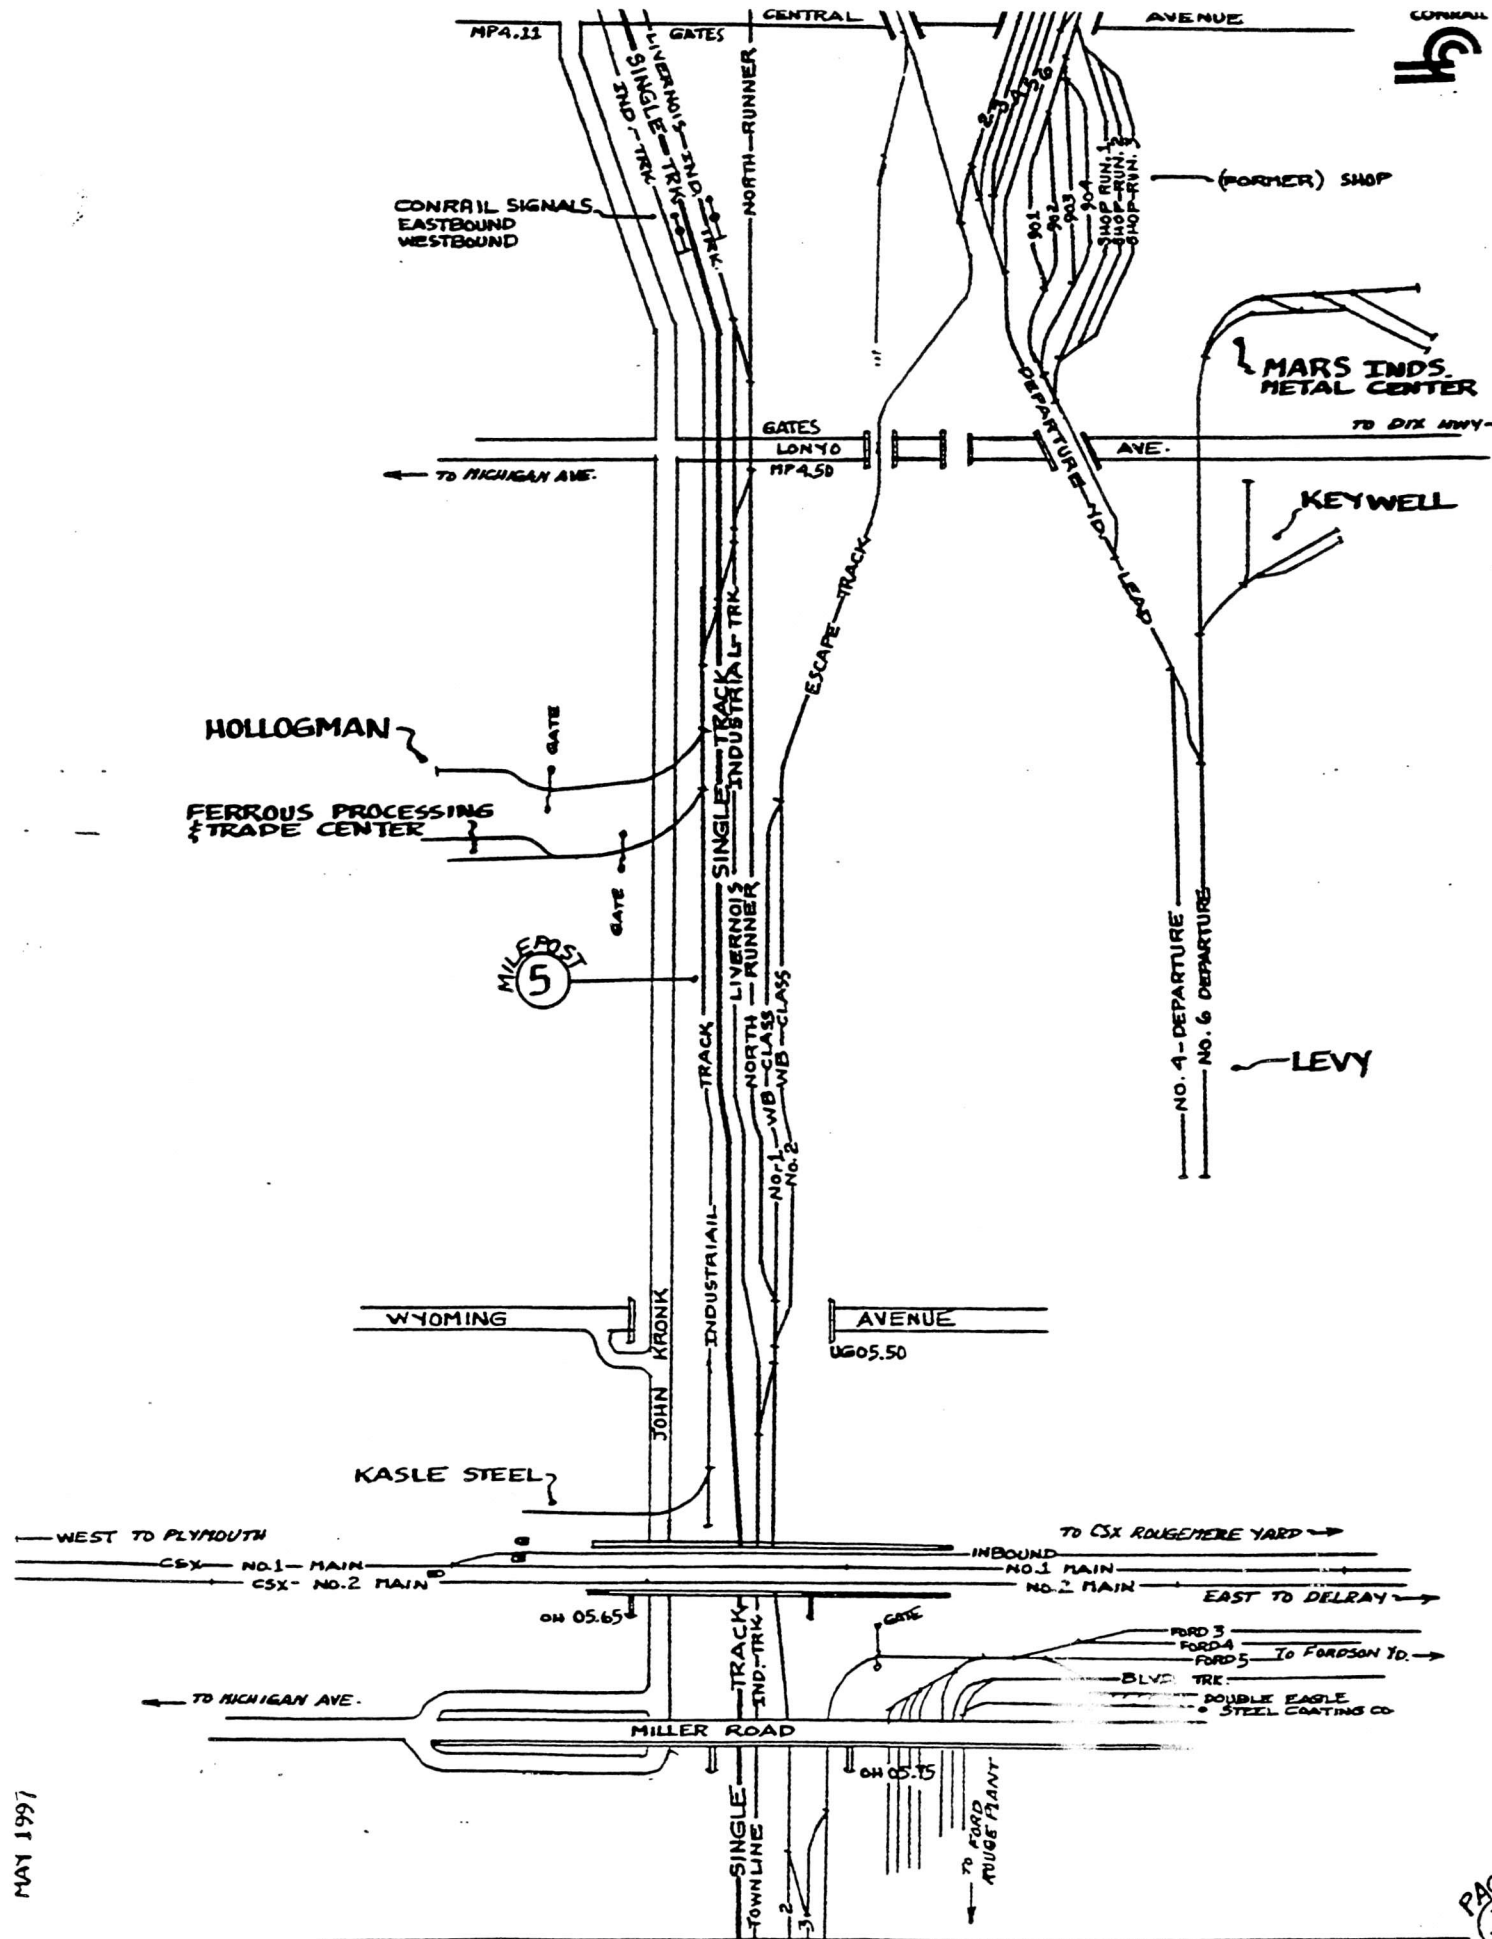 CENTRAL AVENUE
CONRAIL
MP4.11
GATES
LIVERNOIS IND. TRK.
SINGLE TRK
IND. TRK
NORTH RUNNER
2 3 4 5 6
901
902
903
904
SHOP RUN. 1
SHOP-RUN. 2
SHOP-RUN. 3
(FORMER) SHOP
CONRAIL SIGNALS
EASTBOUND
WESTBOUND
MARS INDS.
METAL CENTER
GATES
LONYO AVE.
MP4.50
TO DIX HWY
TO MICHIGAN AVE.
DEPARTURE YD. LEAD
KEYWELL
ESCAPE TRACK
SINGLE TRACK
INDUSTRIAL TRK
HOLLOGMAN
GATE
FERROUS PROCESSING
& TRADE CENTER
GATE
MILEPOST
5
LIVERNOIS
NORTH RUNNER
TRACK
NORTH RUNNER
No. 1 WB CLASS
No. 2 WB CLASS
NO. 4 - DEPARTURE
NO. 6 DEPARTURE
LEVY
INDUSTRIAIL
WYOMING AVENUE
UG05.50
JOHN KRONK
KASLE STEEL
WEST TO PLYMOUTH
TO CSX ROUGEMERE YARD
CSX NO.1 MAIN
INBOUND
NO.1 MAIN
CSX- NO.2 MAIN
NO.2 MAIN
EAST TO DELRAY
OH 05.65
SINGLE TRACK
IND. TRK
GATE
FORD 3
FORD 4
FORD 5
TO FORDSON YD.
BLVD. TRK.
DOUBLE EAGLE
STEEL COATING CO
TO MICHIGAN AVE.
MILLER ROAD
OH 05.75
SINGLE
TOWNLINE
2
3
TO FORD
ROUGE PLANT
MAY 1997